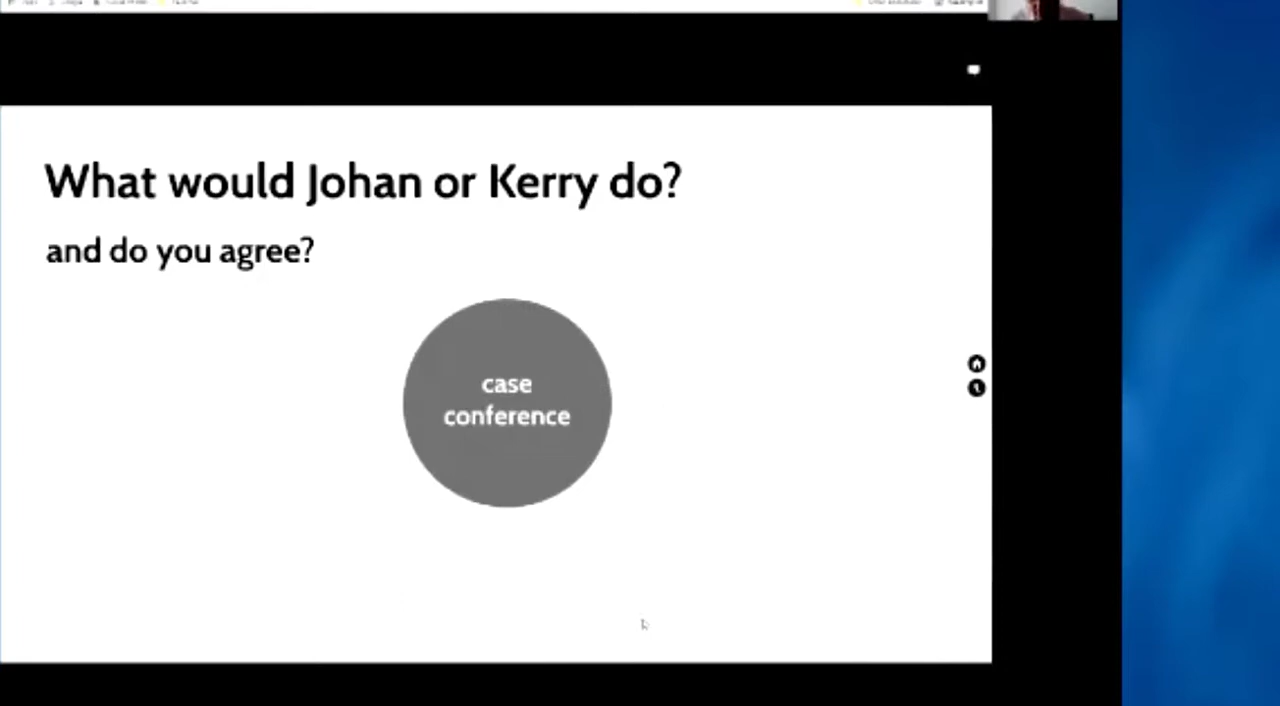 What would Johan or Kerry do?
and do you agree?
case
conference